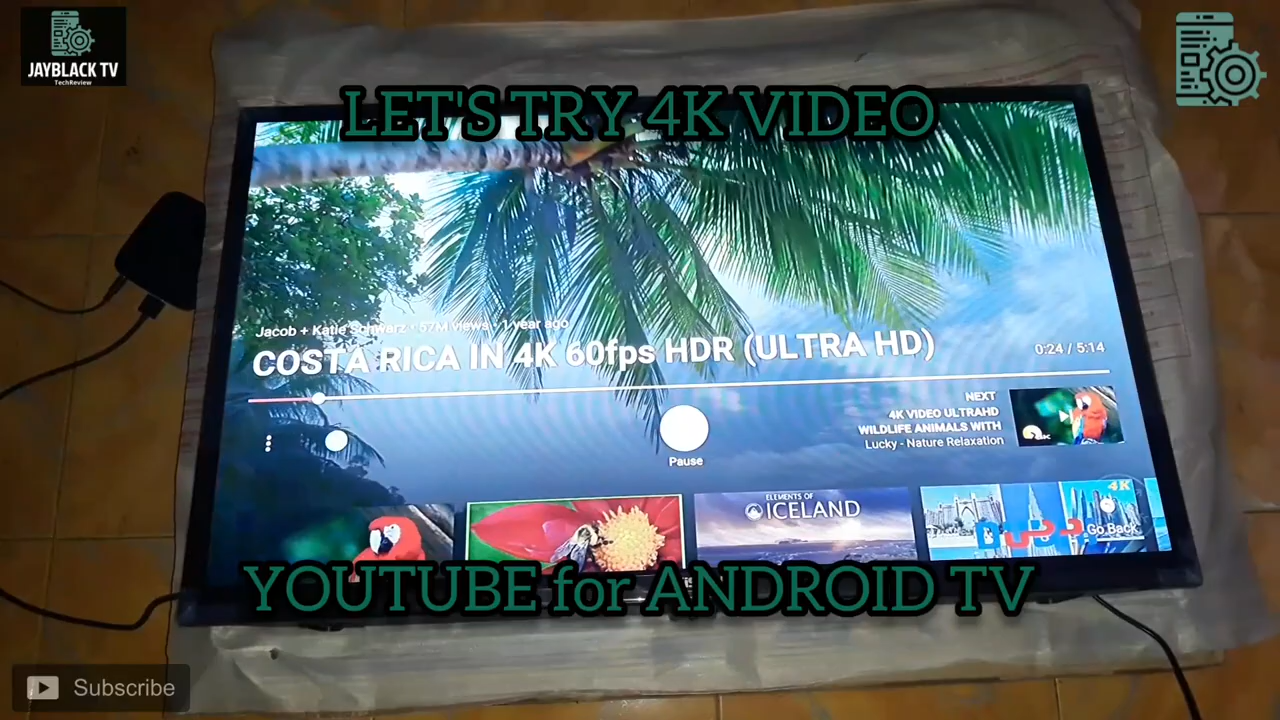 JAYBLACK TV
TechReview
LET'S TRY 4K VIDEO
Jacob + Katie Schwarz • 57M views • 1 year ago
COSTA RICA IN 4K 60fps HDR (ULTRA HD)
0:24 / 5:14
NEXT
4K VIDEO ULTRAHD
WILDLIFE ANIMALS WITH
Lucky - Nature Relaxation
Pause
4K
ELEMENTS OF
ICELAND
Go Back
YOUTUBE for ANDROID TV
Subscribe